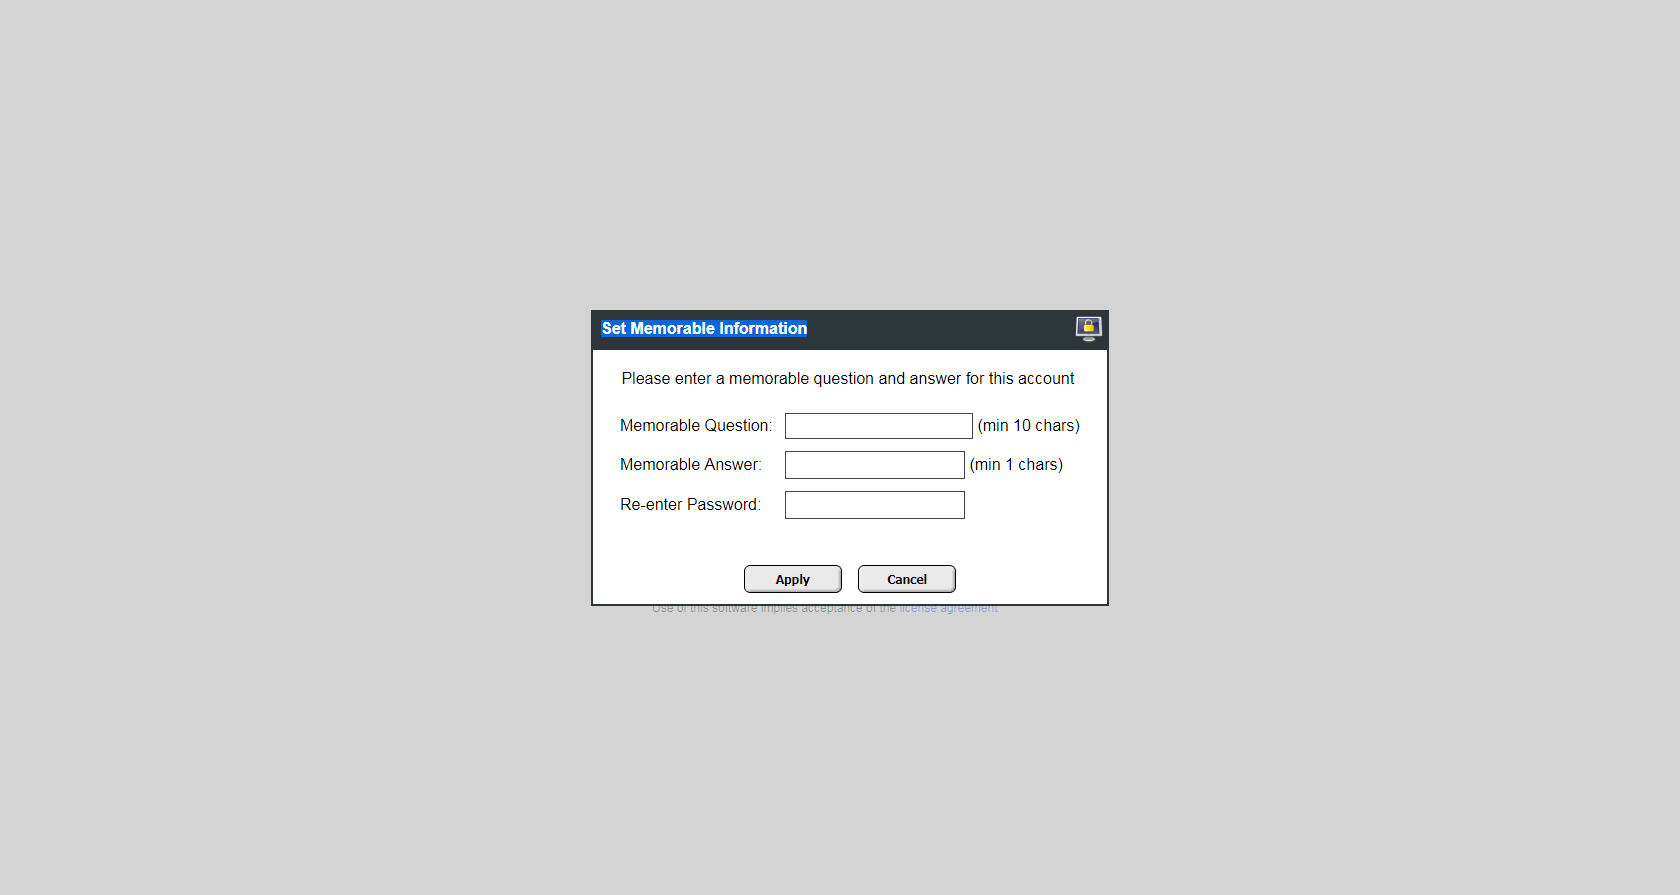 Set Memorable Information
Please enter a memorable question and answer for this account
Memorable Question: (min 10 chars)
Memorable Answer: (min 1 chars)
Re-enter Password:
Apply Cancel
Use of this software implies acceptance of the license agreement